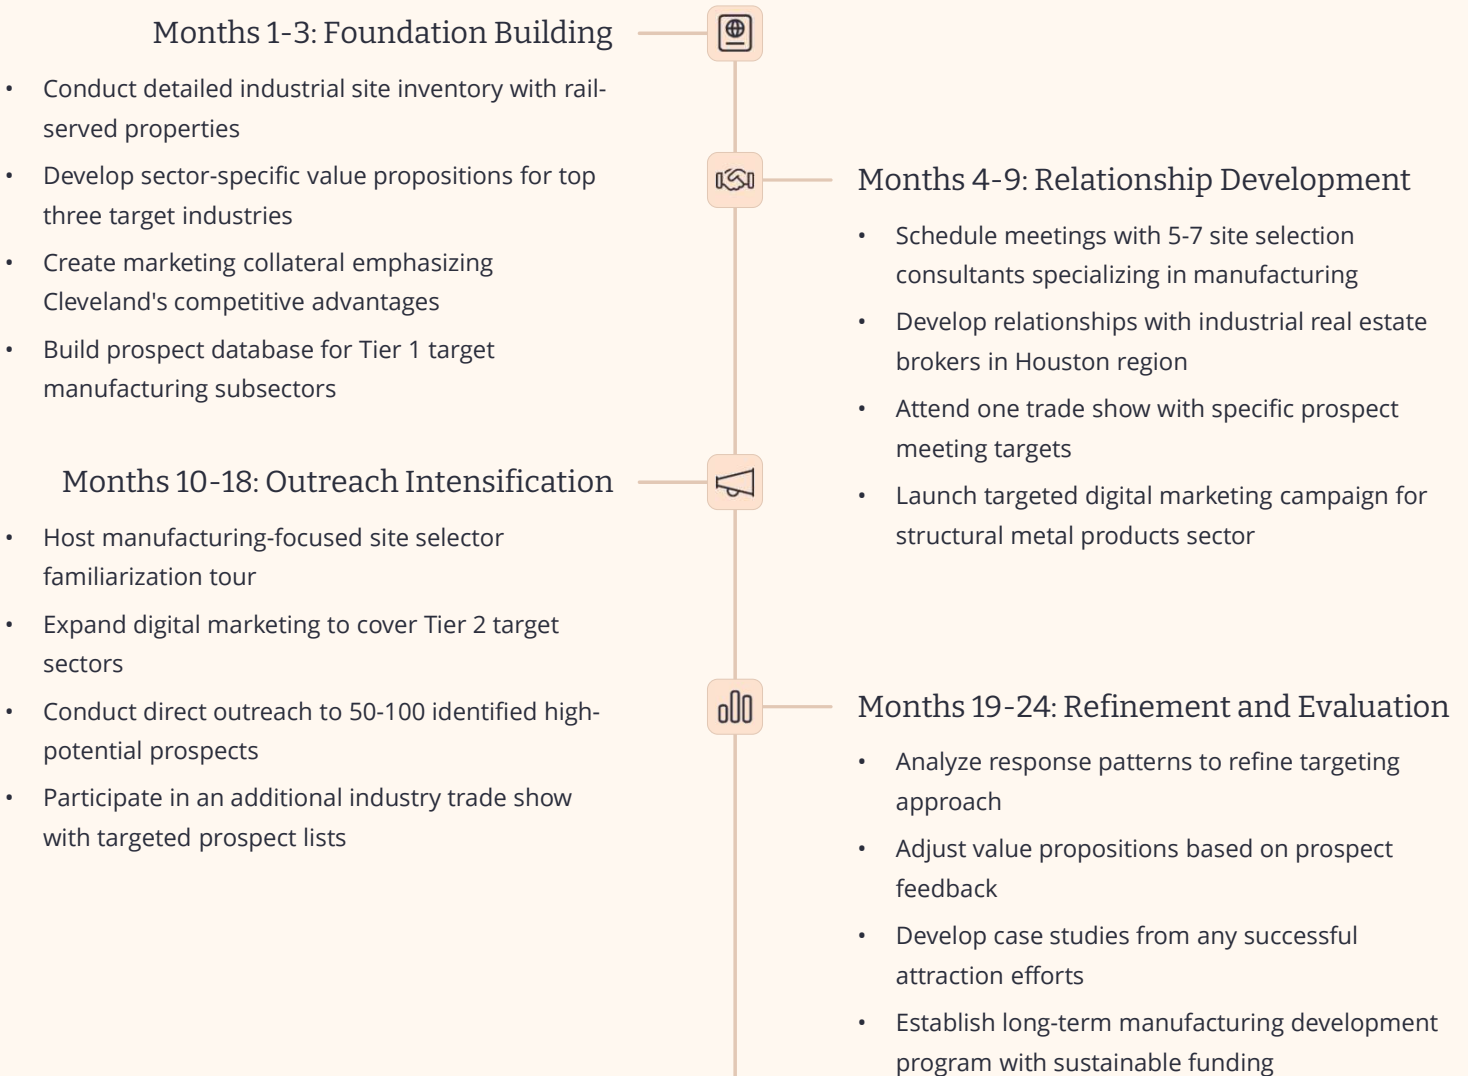 Months 1-3: Foundation Building
• Conduct detailed industrial site inventory with rail-
served properties
• Develop sector-specific value propositions for top
three target industries
• Create marketing collateral emphasizing
Cleveland's competitive advantages
• Build prospect database for Tier 1 target
manufacturing subsectors
Months 4-9: Relationship Development
• Schedule meetings with 5-7 site selection
consultants specializing in manufacturing
• Develop relationships with industrial real estate
brokers in Houston region
• Attend one trade show with specific prospect
meeting targets
• Launch targeted digital marketing campaign for
structural metal products sector
Months 10-18: Outreach Intensification
• Host manufacturing-focused site selector
familiarization tour
• Expand digital marketing to cover Tier 2 target
sectors
• Conduct direct outreach to 50-100 identified high-
potential prospects
• Participate in an additional industry trade show
with targeted prospect lists
Months 19-24: Refinement and Evaluation
• Analyze response patterns to refine targeting
approach
• Adjust value propositions based on prospect
feedback
• Develop case studies from any successful
attraction efforts
• Establish long-term manufacturing development
program with sustainable funding